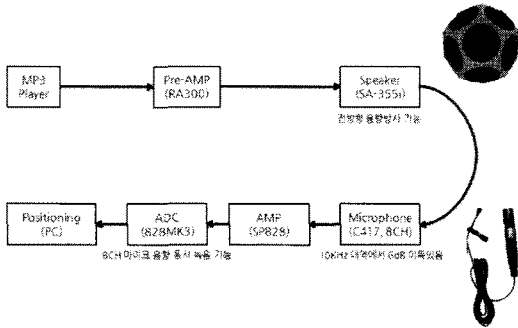 MP3
Player
Pre-AMP
(RA300)
Speaker
(SA-355i)
전방향 음향방사 가능
Positioning
(PC)
ADC
(828MK3)
8CH 마이크 음향 동시 녹음 가능
AMP
(SP828)
Microphone
(C417, 8CH)
10KHz 대역에서 6dB 이득있음